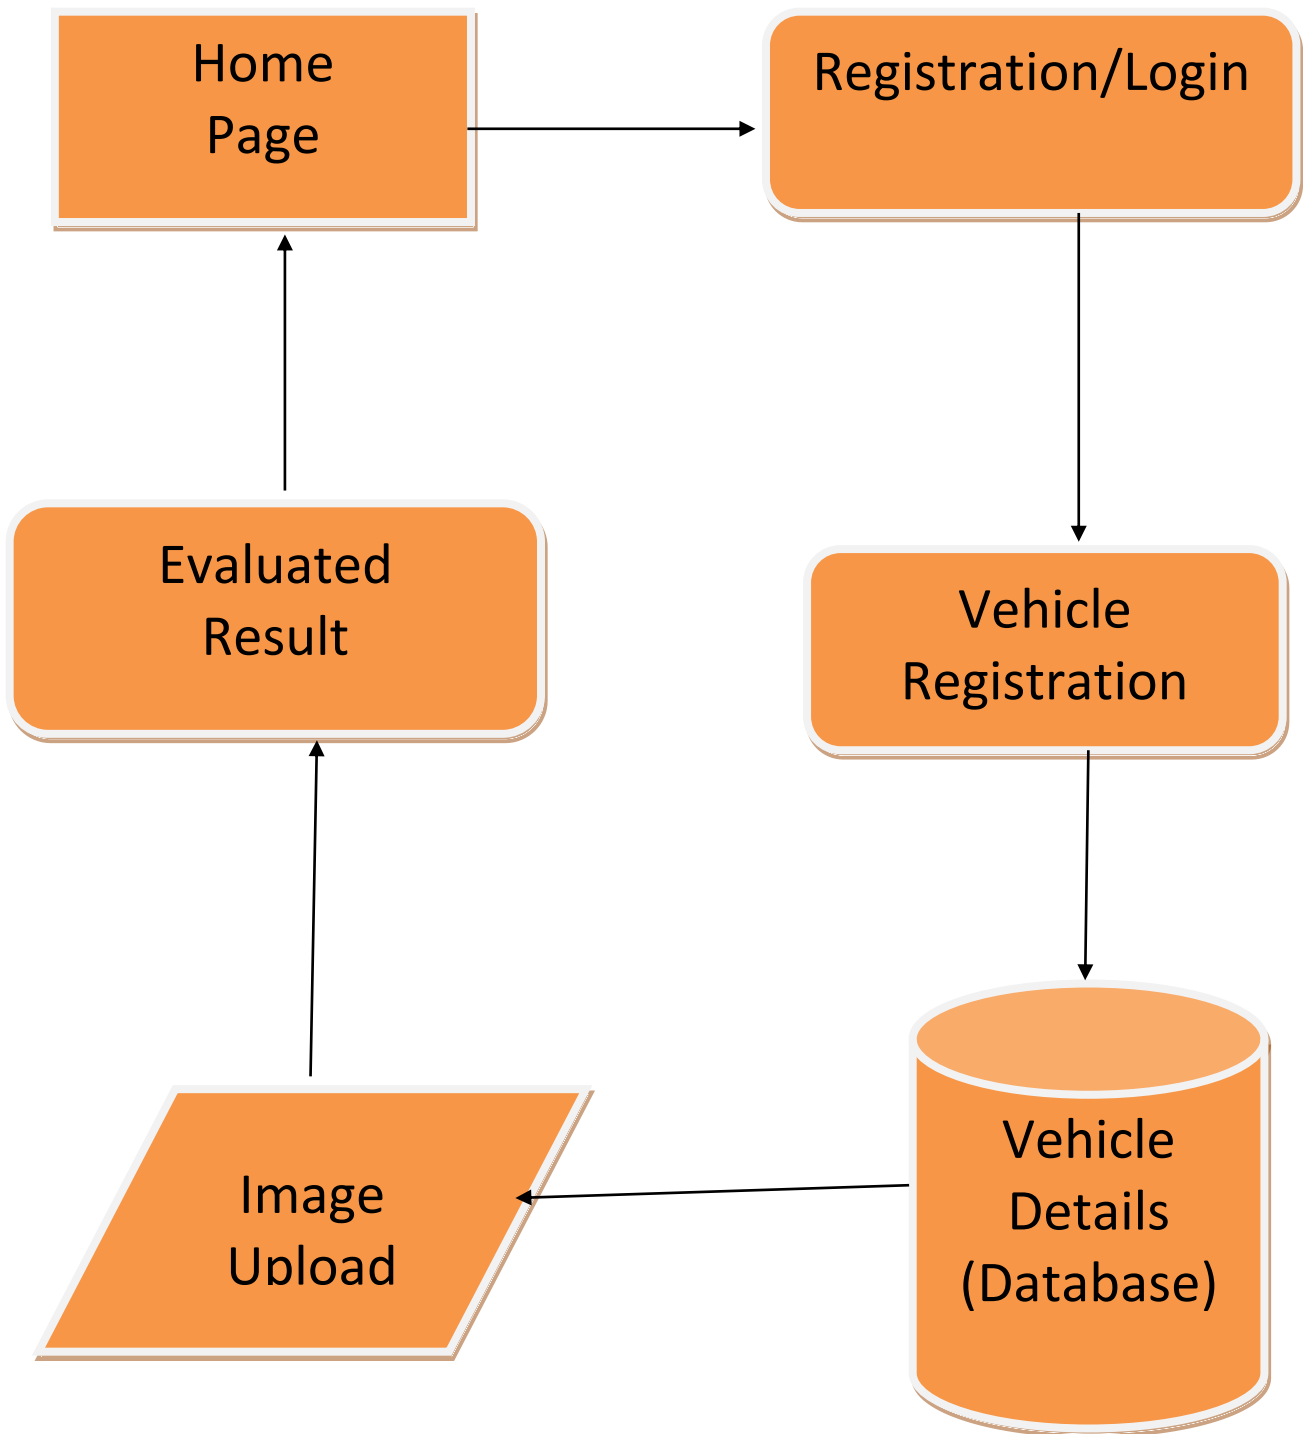 Home
Page
Registration/Login
Evaluated
Result
Vehicle
Registration
Vehicle
Details
(Database)
Image
Upload